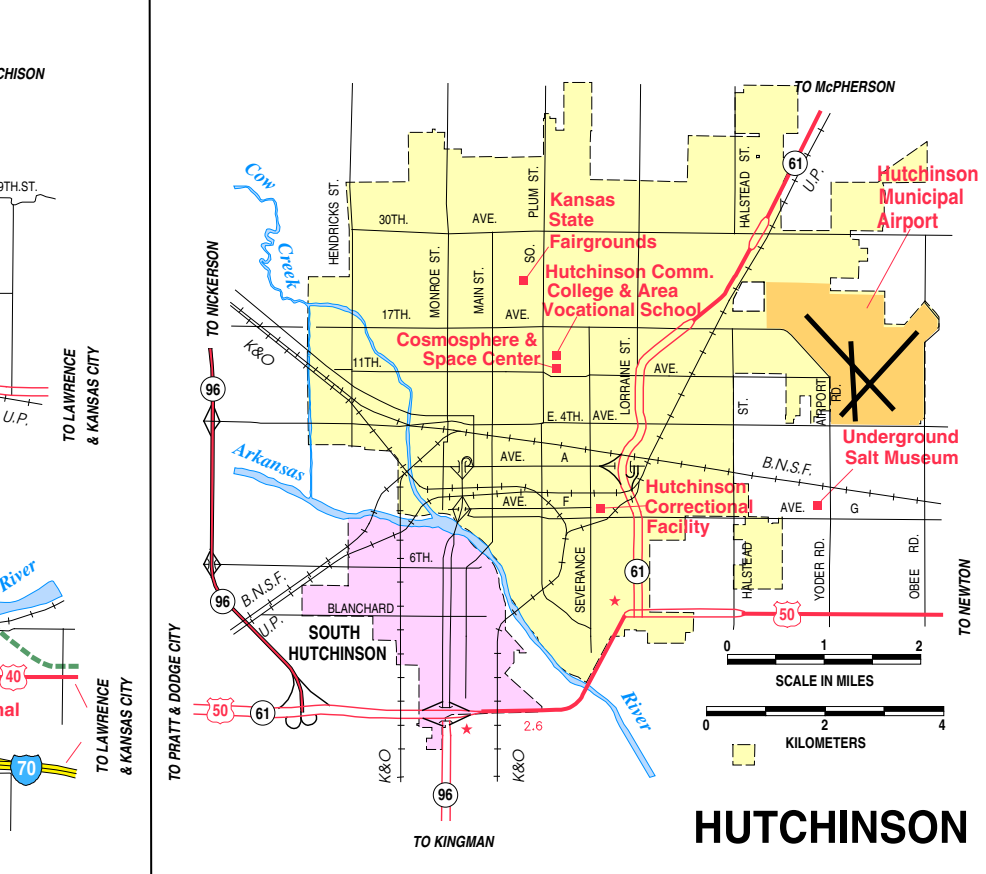 CHISON
9TH.ST.
TO LAWRENCE
& KANSAS CITY
U.P.
River
40
nal
TO LAWRENCE
& KANSAS CITY
70
TO McPHERSON
61
U.P.
HALSTEAD ST.
Hutchinson
Municipal
Airport
Cow
Creek
HENDRICKS ST.
30TH.
AVE.
PLUM ST.
SO.
Kansas
State
Fairgrounds
MONROE ST.
MAIN ST.
Hutchinson Comm.
College & Area
Vocational School
TO NICKERSON
17TH.
AVE.
K&O
Cosmosphere &
Space Center
11TH.
AVE.
LORRAINE ST.
96
E. 4TH.
AVE.
ST.
AIRPORT
RD.
Underground
Salt Museum
Arkansas
AVE.
A
B.N.S.F.
AVE.
F
Hutchinson
Correctional
Facility
AVE.
G
6TH.
SEVERANCE
61
HALSTEAD
YODER RD.
OBEE RD.
TO NEWTON
96
B.N.S.F.
U.P.
BLANCHARD
50
SOUTH
HUTCHINSON
0
1
2
SCALE IN MILES
TO PRATT & DODGE CITY
50
61
2.6
River
0
2
4
KILOMETERS
K&O
K&O
96
TO KINGMAN
HUTCHINSON